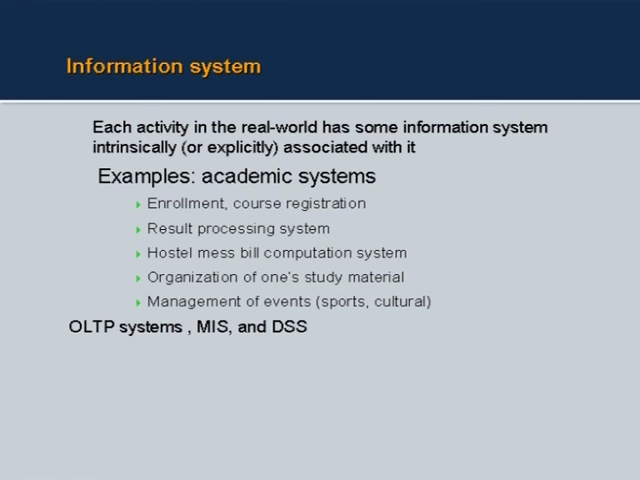 Information system
Each activity in the real-world has some information system
intrinsically (or explicitly) associated with it
Examples: academic systems
Enrollment, course registration
Result processing system
Hostel mess bill computation system
Organization of one's study material
Management of events (sports, cultural)
OLTP systems , MIS, and DSS